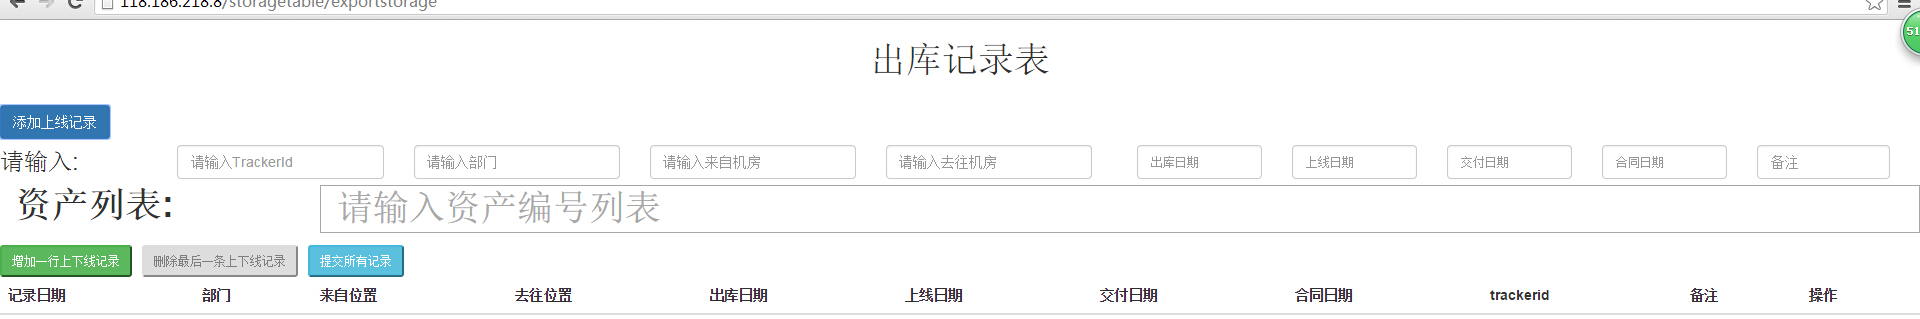 118.186.218.8/storagetable/exportstorage
51
出库记录表
添加上线记录
请输入: 请输入TrackerId 请输入部门 请输入来自机房 请输入去往机房 出库日期 上线日期 交付日期 合同日期 备注
资产列表: 请输入资产编号列表
增加一行上下线记录 删除最后一条上下线记录 提交所有记录
记录日期 部门 来自位置 去往位置 出库日期 上线日期 交付日期 合同日期 trackerid 备注 操作